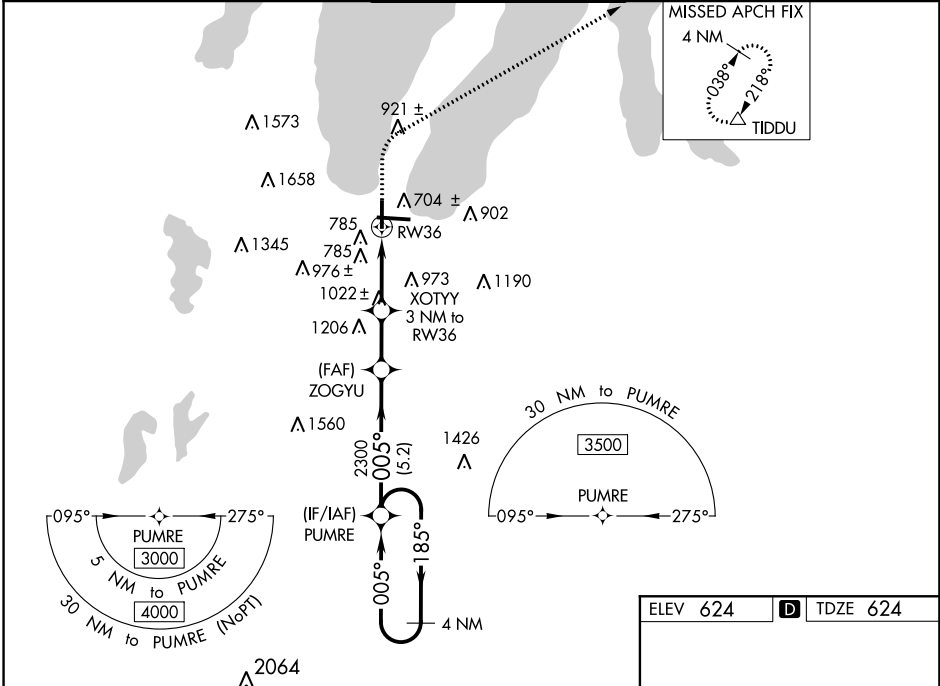 MISSED APCH FIX
4 NM
038°
218°
TIDDU
921 ±
1573
1658
704 ±
902
785
RW36
1345
785
976 ±
973
1190
1022 ±
XOTYY
3 NM to
RW36
1206
(FAF)
ZOGYU
1560
1426
2300
005°
(5.2)
30 NM to PUMRE
3500
PUMRE
095°
275°
095°
275°
PUMRE
3000
5 NM to PUMRE
4000
30 NM to PUMRE (NoPT)
(IF/IAF)
PUMRE
185°
005°
4 NM
2064
ELEV 624
D
TDZE 624